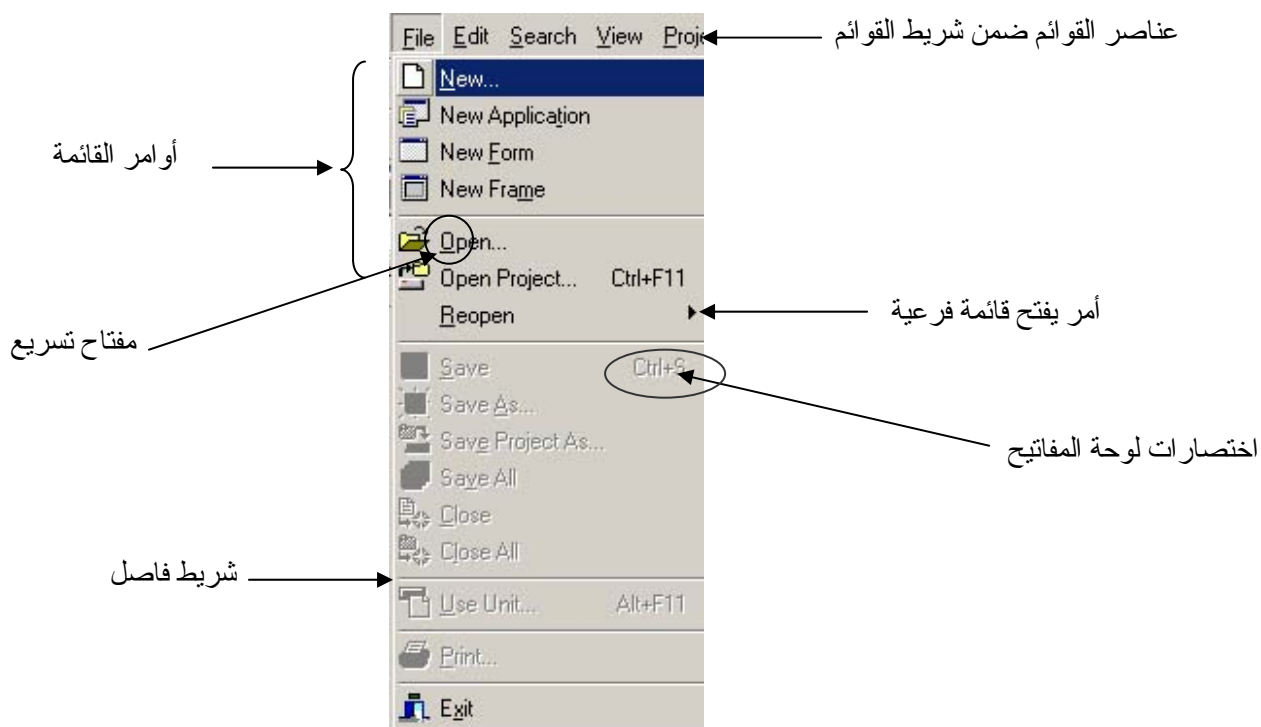 File Edit Search View Proje
عناصر القوائم ضمن شريط القوائم
New...
New Application
أوامر القائمة
New Form
New Frame
Open...
Open Project... Ctrl+F11
Reopen
أمر يفتح قائمة فرعية
مفتاح تسريع
Save Ctrl+S
Save As...
Save Project As...
اختصارات لوحة المفاتيح
Save All
Close
Close All
شريط فاصل
Use Unit... Alt+F11
Print...
Exit